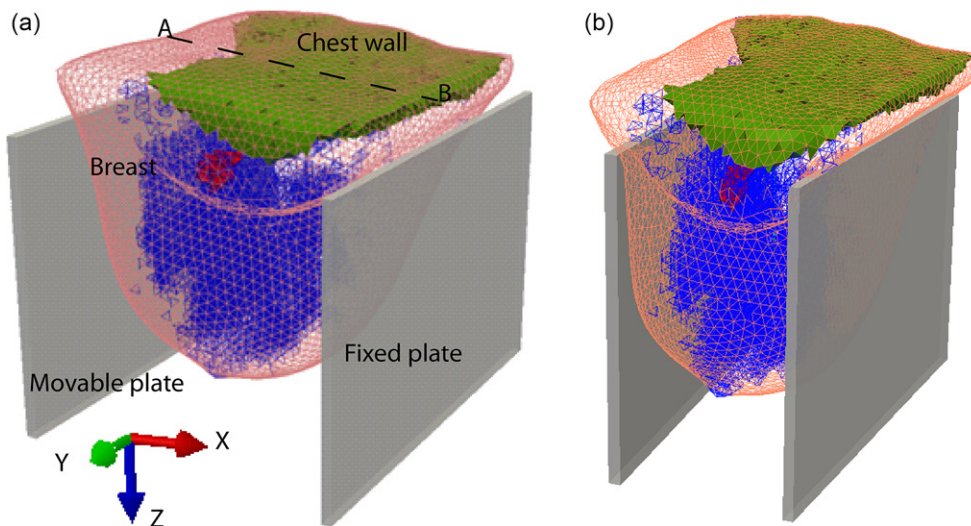 (a)
A
Chest wall
B
Breast
Fixed plate
Movable plate
X
Y
Z
(b)